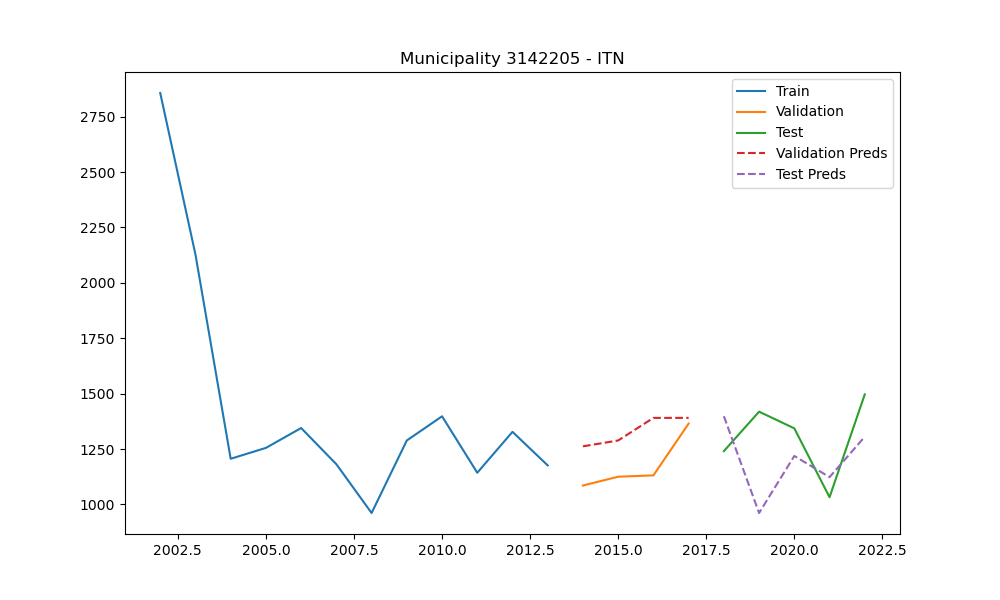 Municipality 3142205 - ITN
Train
Validation
Test
Validation Preds
Test Preds
2750
2500
2250
2000
1750
1500
1250
1000
2002.5 2005.0 2007.5 2010.0 2012.5 2015.0 2017.5 2020.0 2022.5